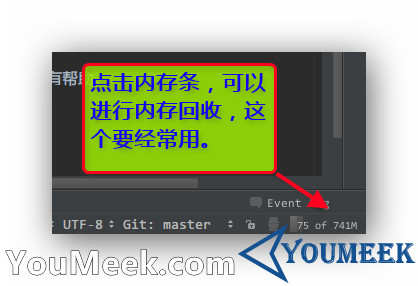 有帮助
点击内存条，可以
进行内存回收，这
个要经常用。
Event
UTF-8 Git: master 75 of 741M
YouMeek.com YOUMEEK